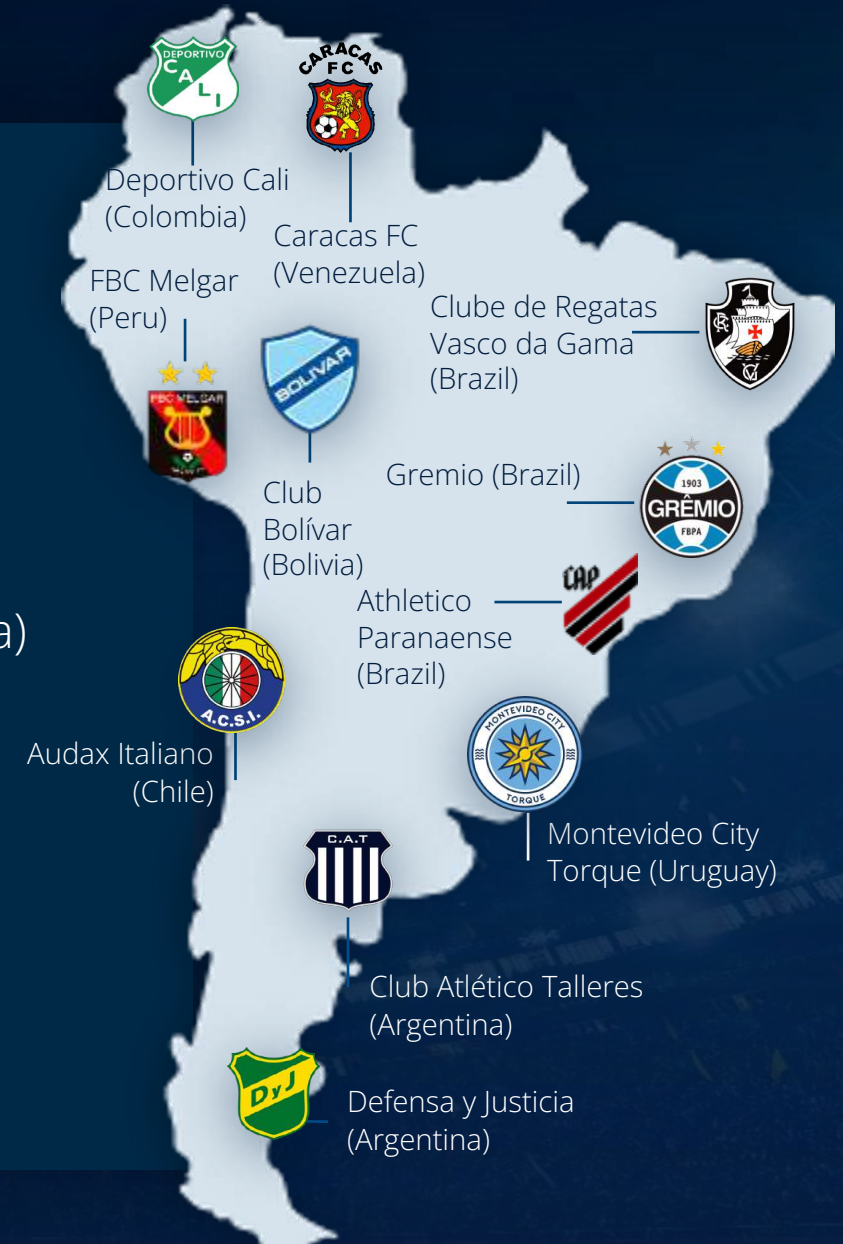 DEPORTIVO
CALI
CARACAS
FC
Deportivo Cali
(Colombia)
Caracas FC
(Venezuela)
FBC Melgar
(Peru)
Clube de Regatas
Vasco da Gama
(Brazil)
BOLIVAR
FBC MELGAR
Club
Bolívar
(Bolivia)
Gremio (Brazil)
1903
GRÊMIO
FBPA
CAP
Athletico
Paranaense
(Brazil)
a)
A.C.S.I.
Audax Italiano
(Chile)
MONTEVIDEO CITY
TORQUE
Montevideo City
Torque (Uruguay)
C.A.T
Club Atlético Talleres
(Argentina)
DyJ
Defensa y Justicia
(Argentina)